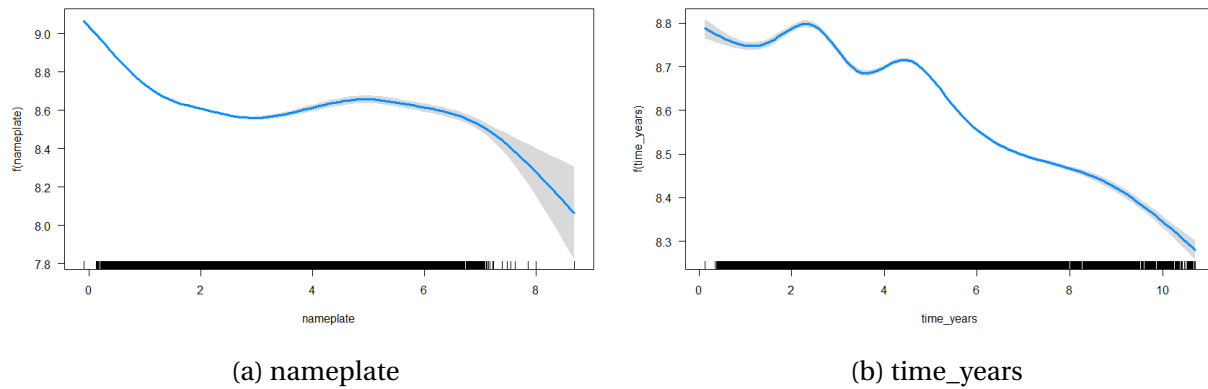 9.0
8.8
8.6
8.4
8.2
8.0
7.8
f(nameplate)
0 2 4 6 8
nameplate
(a) nameplate
8.8
8.7
8.6
8.5
8.4
8.3
f(time_years)
0 2 4 6 8 10
time_years
(b) time_years